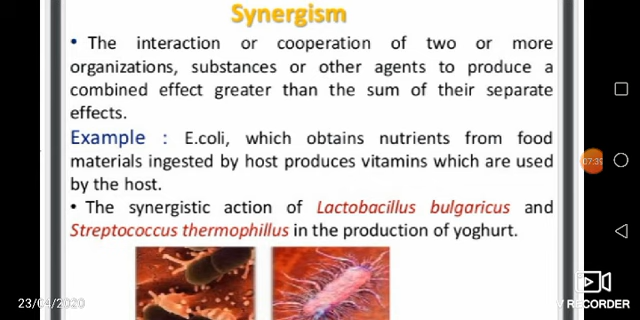 Synergism
• The interaction or cooperation of two or more
organizations, substances or other agents to produce a
combined effect greater than the sum of their separate
effects.
Example : E.coli, which obtains nutrients from food
materials ingested by host produces vitamins which are used
by the host.
• The synergistic action of Lactobacillus bulgaricus and
Streptococcus thermophillus in the production of yoghurt.
07:39
23/04/2020
V RECORDER